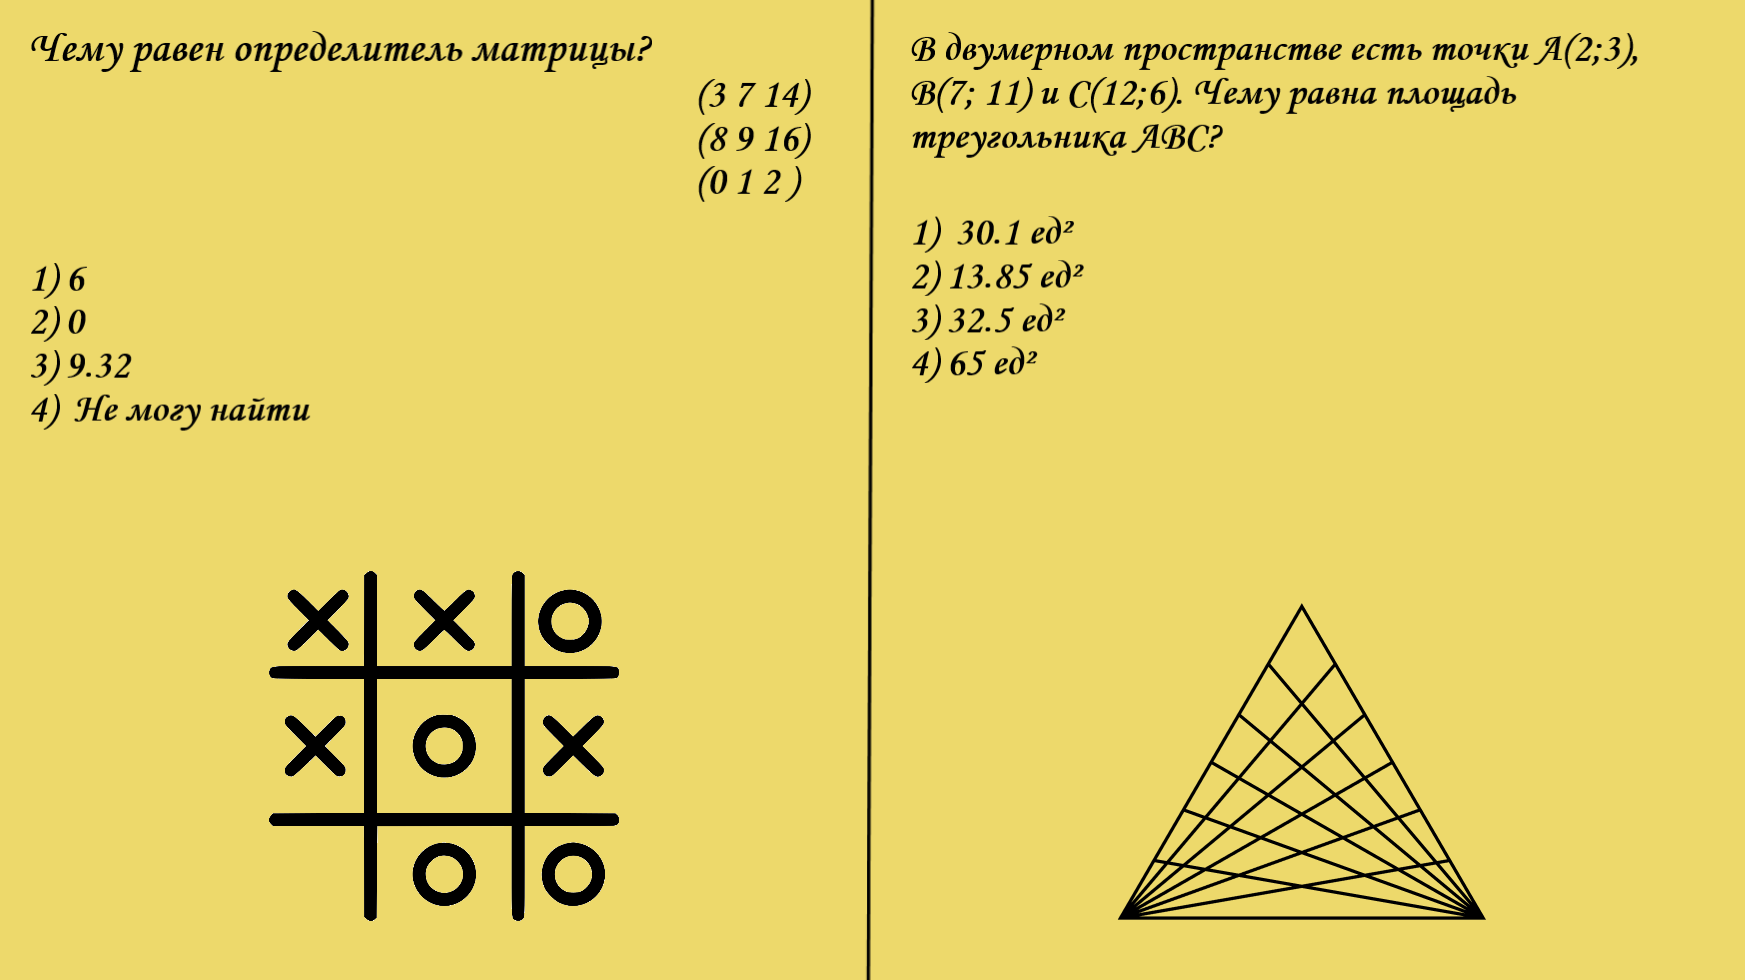 Чему равен определитель матрицы?
(3 7 14)
(8 9 16)
(0 1 2 )
1) 6
2) 0
3) 9.32
4) Не могу найти
В двумерном пространстве есть точки А(2;3),
В(7; 11) и С(12;6). Чему равна площадь
треугольника АВС?
1) 30.1 ед²
2) 13.85 ед²
3) 32.5 ед²
4) 65 ед²